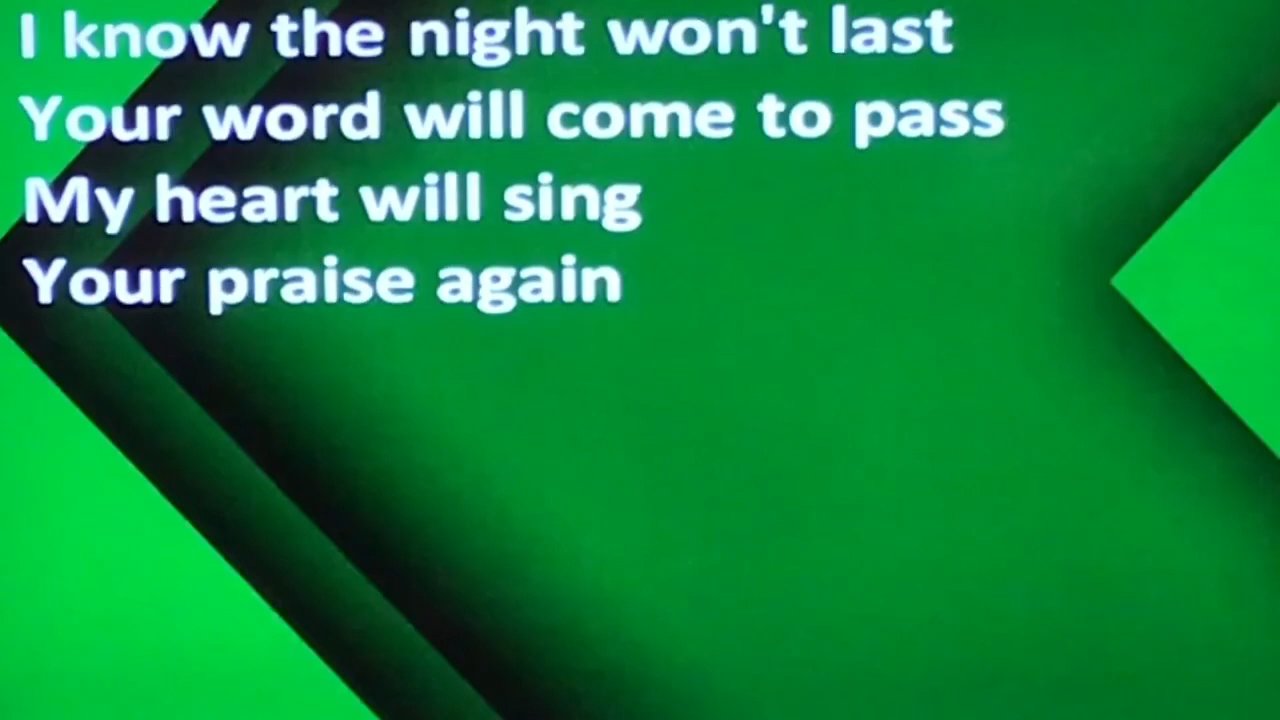 I know the night won't last
Your word will come to pass
My heart will sing
Your praise again